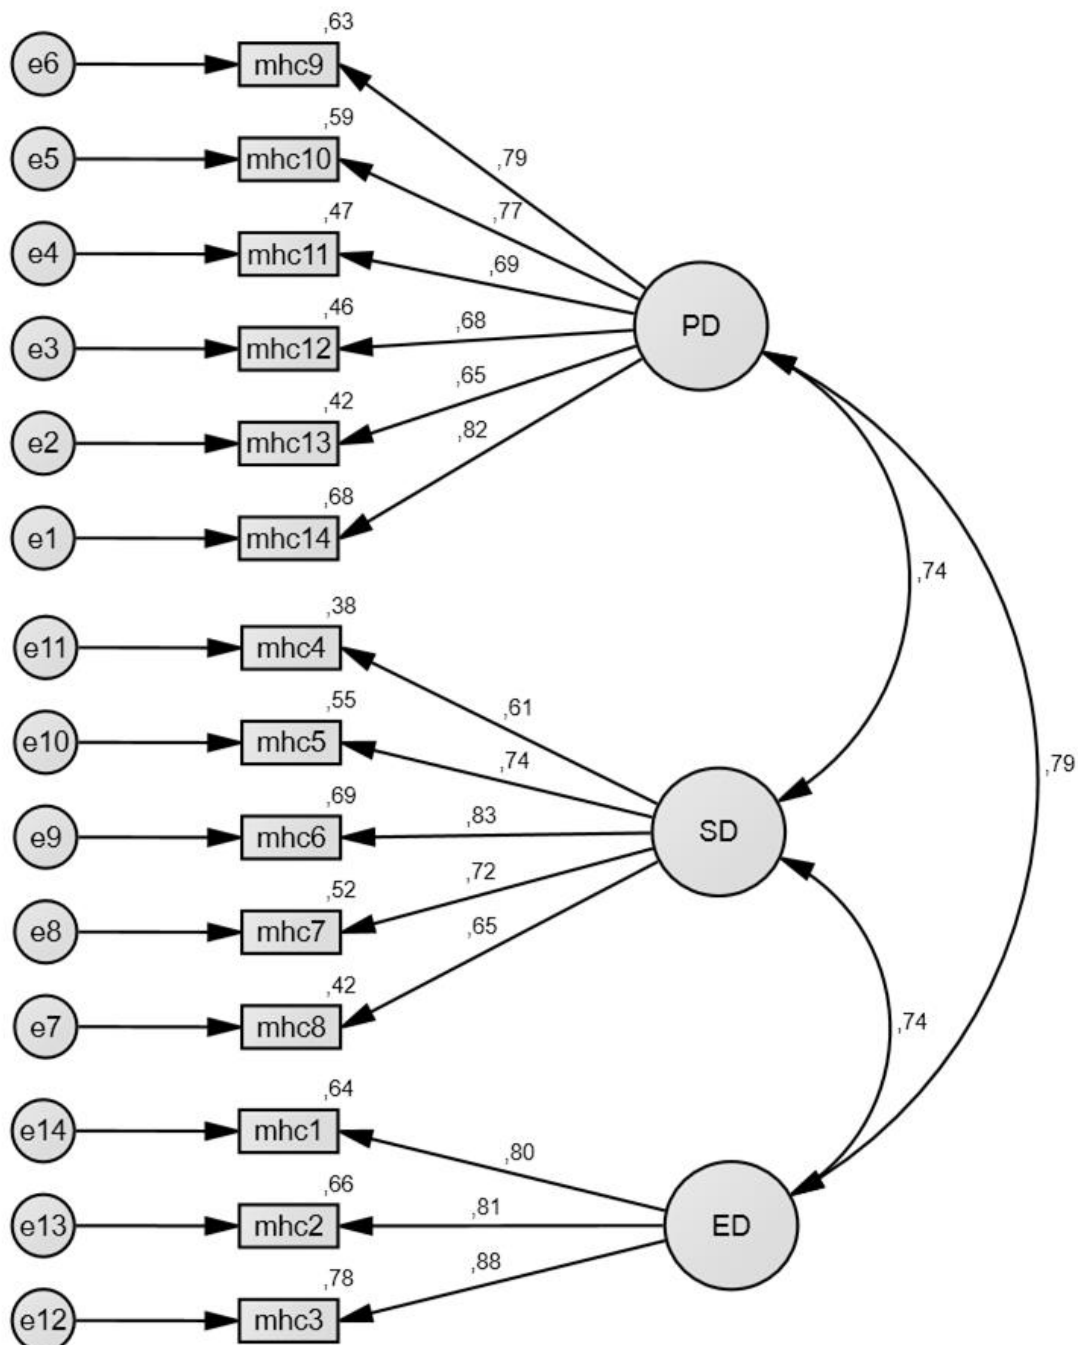 ,63
e6 mhc9
,59
e5 mhc10
,79
,77
,47
e4 mhc11
,69
PD
,46
e3 mhc12
,68
,65
,42
e2 mhc13
,82
,68
e1 mhc14
,74
,38
e11 mhc4
,61
,55
e10 mhc5
,74
,79
,69
e9 mhc6
,83
SD
,52
e8 mhc7
,72
,65
,42
e7 mhc8
,74
,64
e14 mhc1
,80
,66
e13 mhc2
,81
ED
,88
,78
e12 mhc3